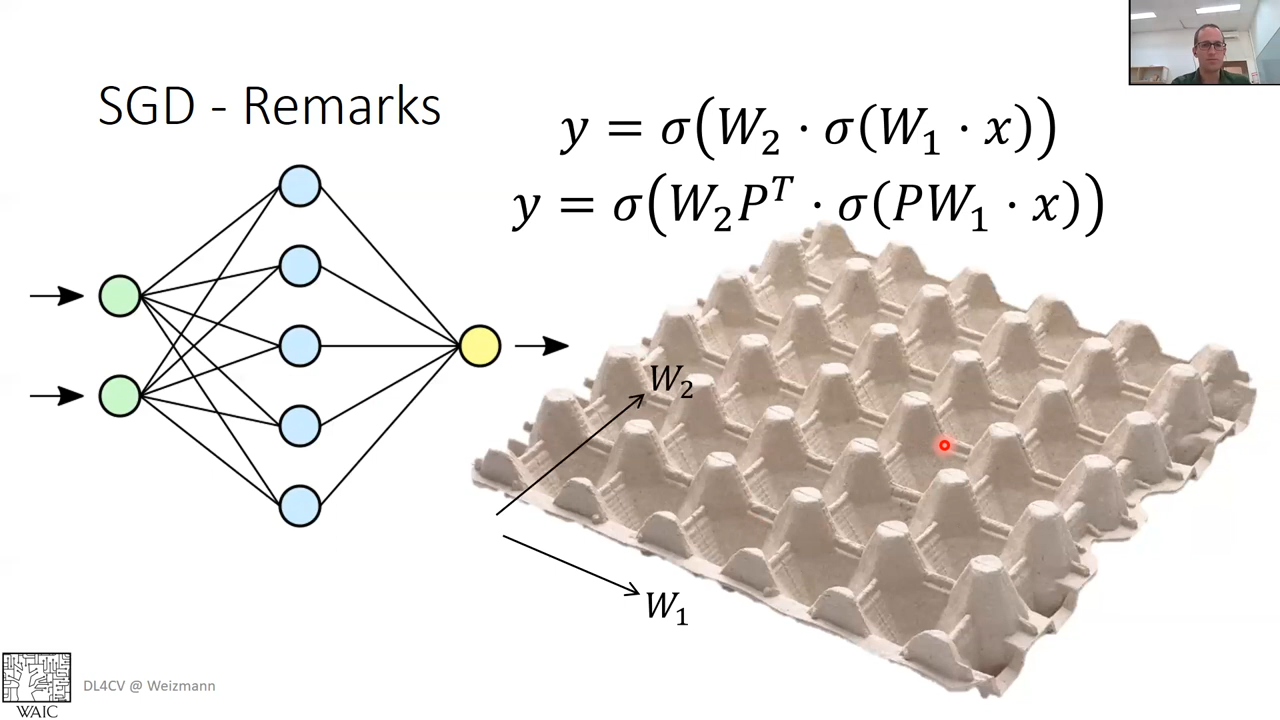 SGD - Remarks
y = σ(W₂ · σ(W₁ · x))
y = σ(W₂Pᵀ · σ(PW₁ · x))
W₂
W₁
WAIC
DL4CV @ Weizmann